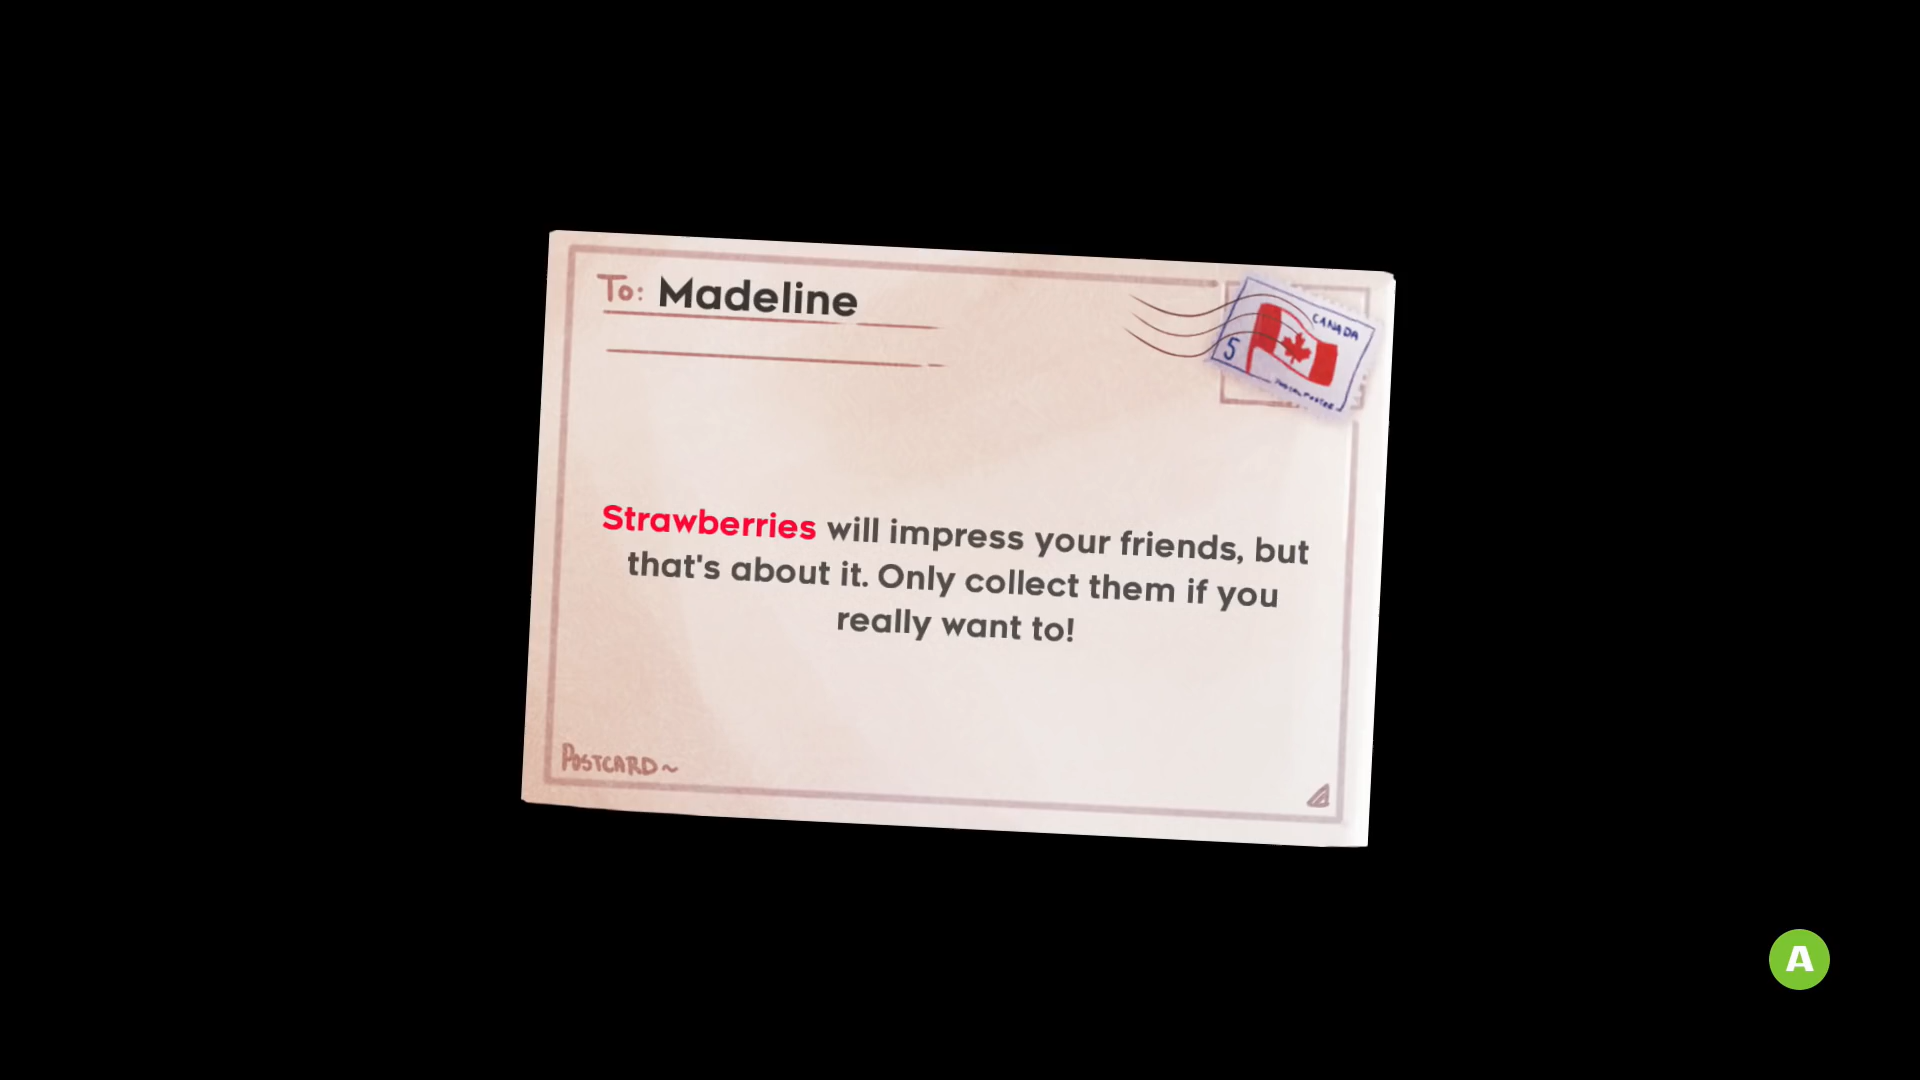 To: Madeline
CANADA
5
Strawberries will impress your friends, but
that's about it. Only collect them if you
really want to!
POSTCARD~
A